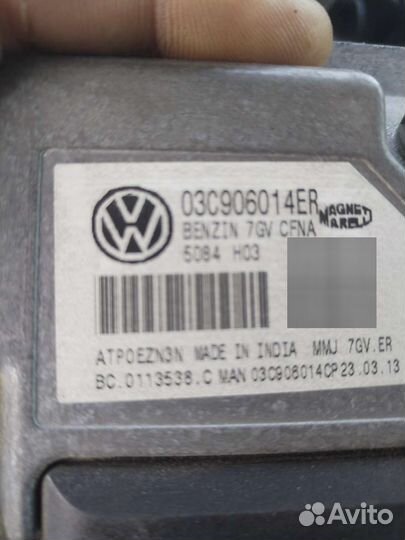 03C906014ER
MAGNETI MARELLI
BENZIN 7GV CFNA
5084 H03
ATPOEZN3N MADE IN INDIA MMJ 7GV.ER
BC.0113538.C MAN 03C906014CP 23.03.13
Avito